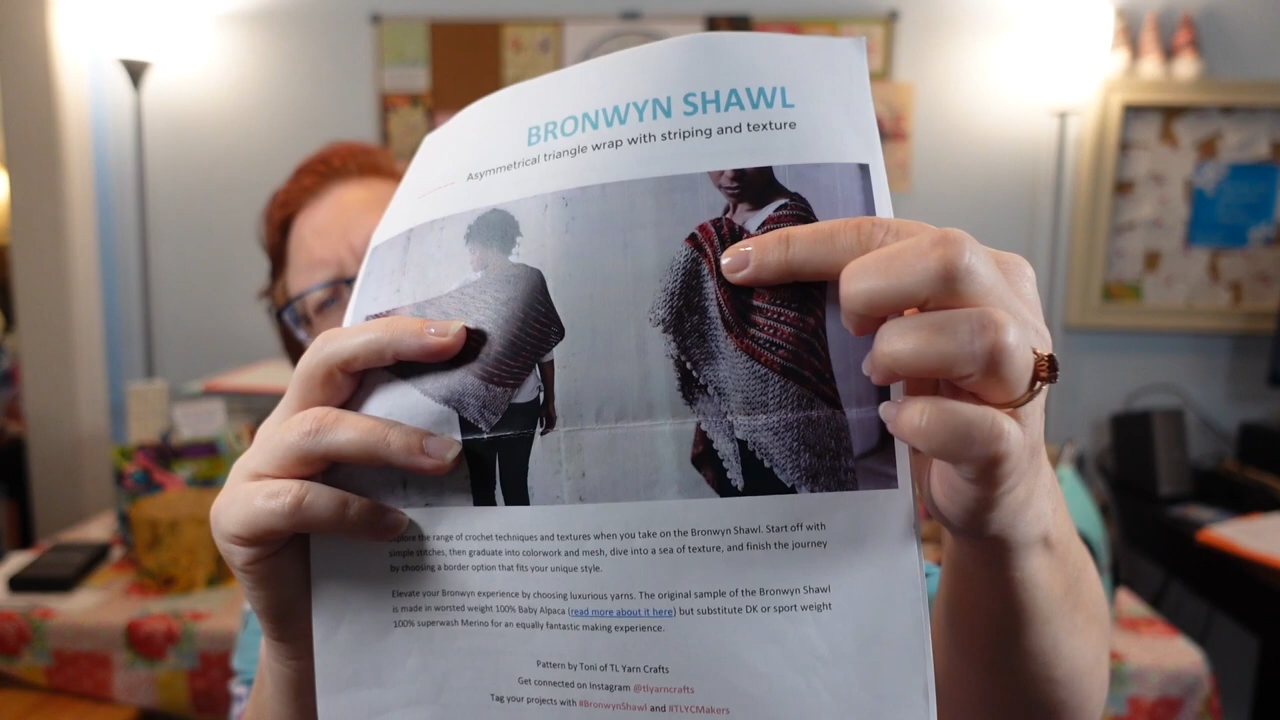 BRONWYN SHAWL
Asymmetrical triangle wrap with striping and texture
the range of crochet techniques and textures when you take on the Bronwyn Shawl. Start off with
simple stitches, then graduate into colorwork and mesh, dive into a sea of texture, and finish the journey
by choosing a border option that fits your unique style.
Elevate your Bronwyn experience by choosing luxurious yarns. The original sample of the Bronwyn Shawl
is made in worsted weight 100% Baby Alpaca (read more about it here) but substitute DK or sport weight
100% superwash Merino for an equally fantastic making experience.
Pattern by Toni of TL Yarn Crafts
Get connected on Instagram @tlyarncrafts
Tag your projects with #BronwynShawl and #TLYCMakers